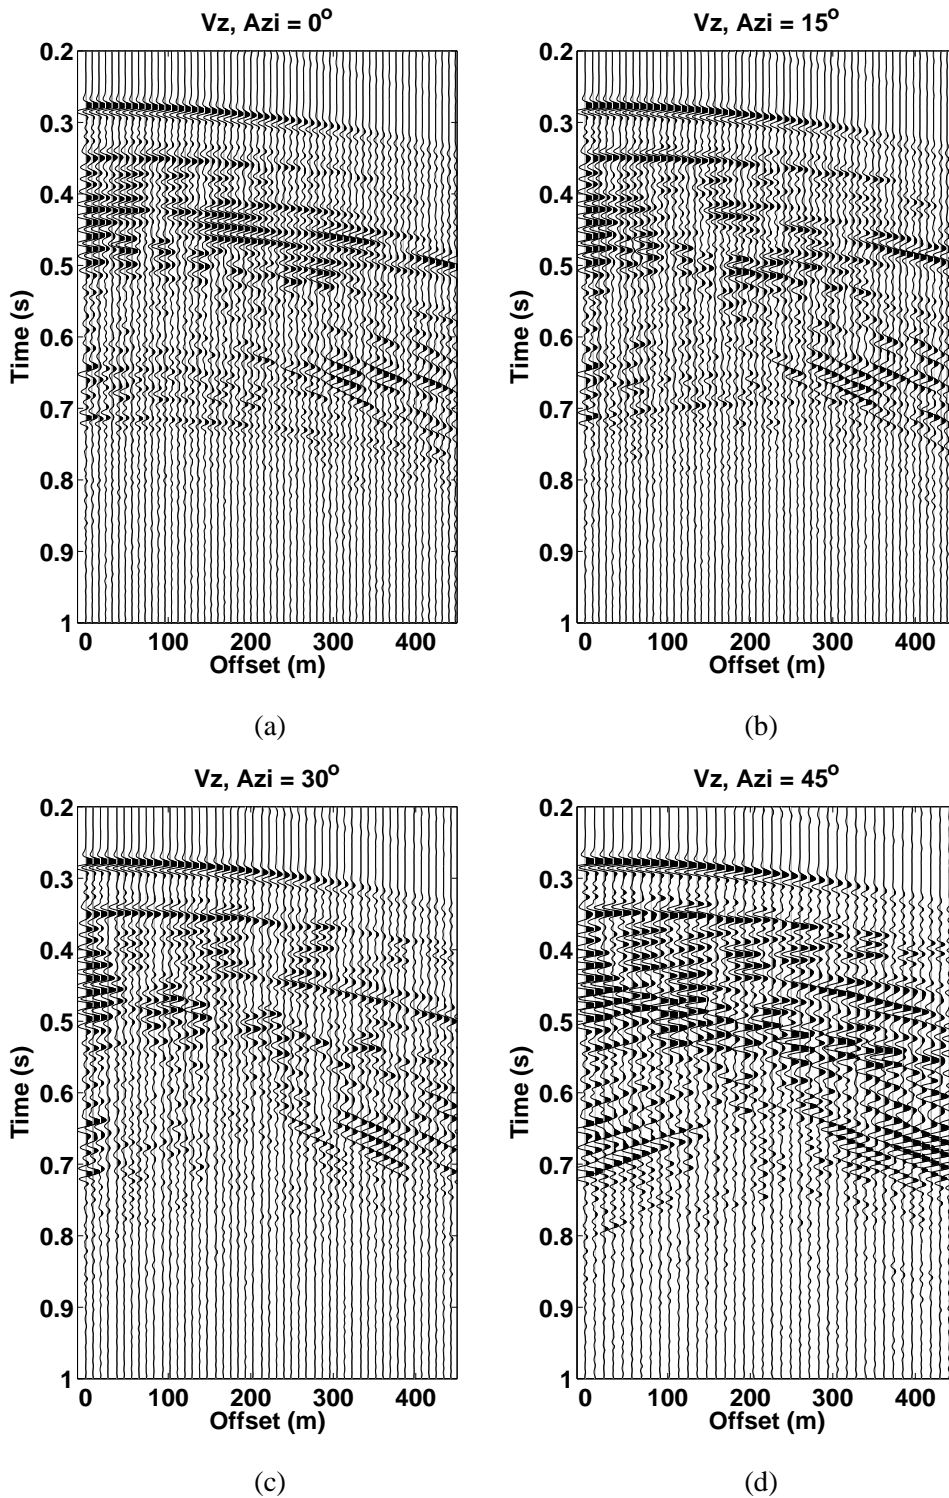 Vz, Azi = 0°
Vz, Azi = 15°
0.2
0.3
0.4
0.5
0.6
0.7
0.8
0.9
1
Time (s)
0 100 200 300 400
Offset (m)
0.2
0.3
0.4
0.5
0.6
0.7
0.8
0.9
1
Time (s)
0 100 200 300 400
Offset (m)
(a)
(b)
Vz, Azi = 30°
Vz, Azi = 45°
0.2
0.3
0.4
0.5
0.6
0.7
0.8
0.9
1
Time (s)
0 100 200 300 400
Offset (m)
0.2
0.3
0.4
0.5
0.6
0.7
0.8
0.9
1
Time (s)
0 100 200 300 400
Offset (m)
(c)
(d)